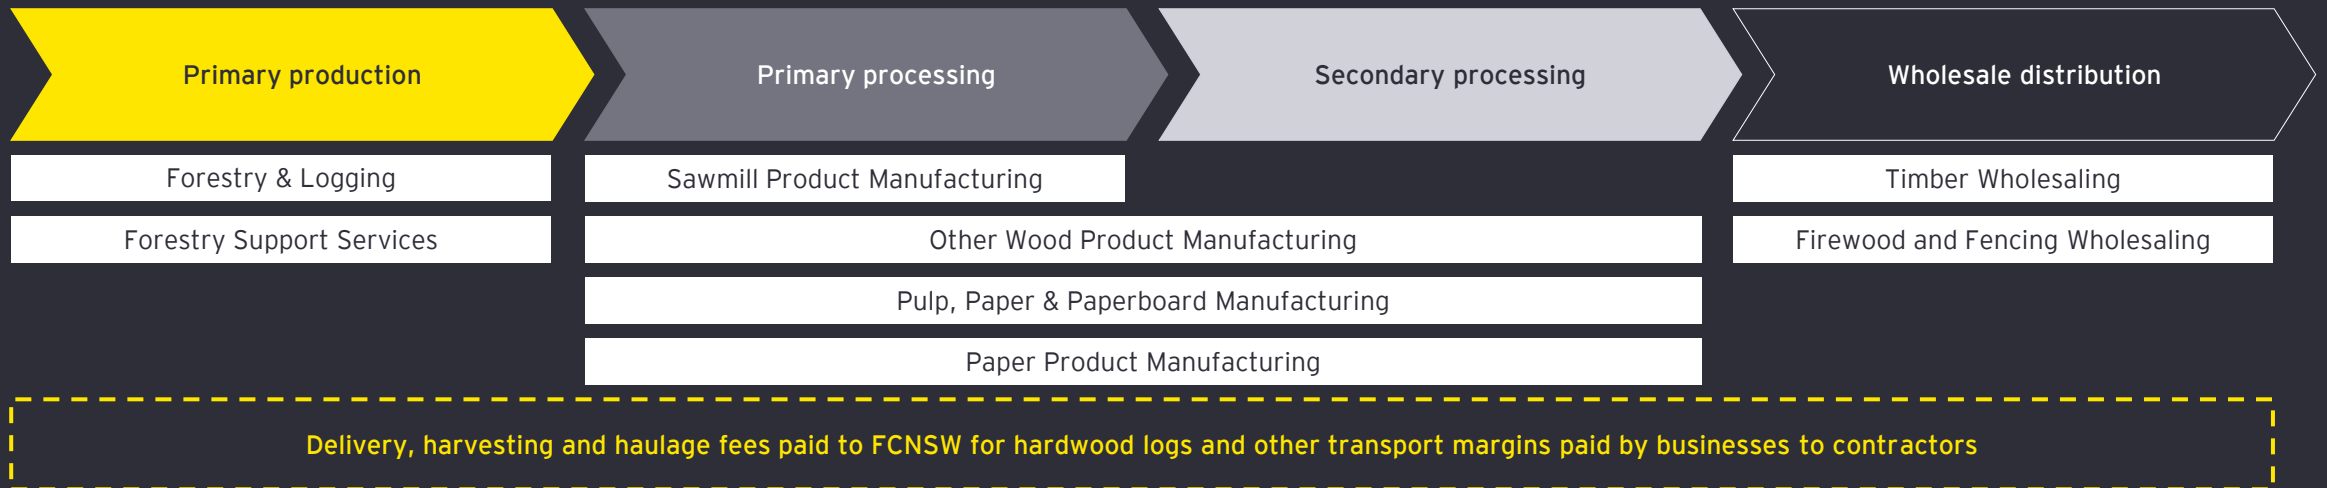 Primary production
Primary processing
Secondary processing
Wholesale distribution
Forestry & Logging
Sawmill Product Manufacturing
Timber Wholesaling
Forestry Support Services
Other Wood Product Manufacturing
Firewood and Fencing Wholesaling
Pulp, Paper & Paperboard Manufacturing
Paper Product Manufacturing
Delivery, harvesting and haulage fees paid to FCNSW for hardwood logs and other transport margins paid by businesses to contractors